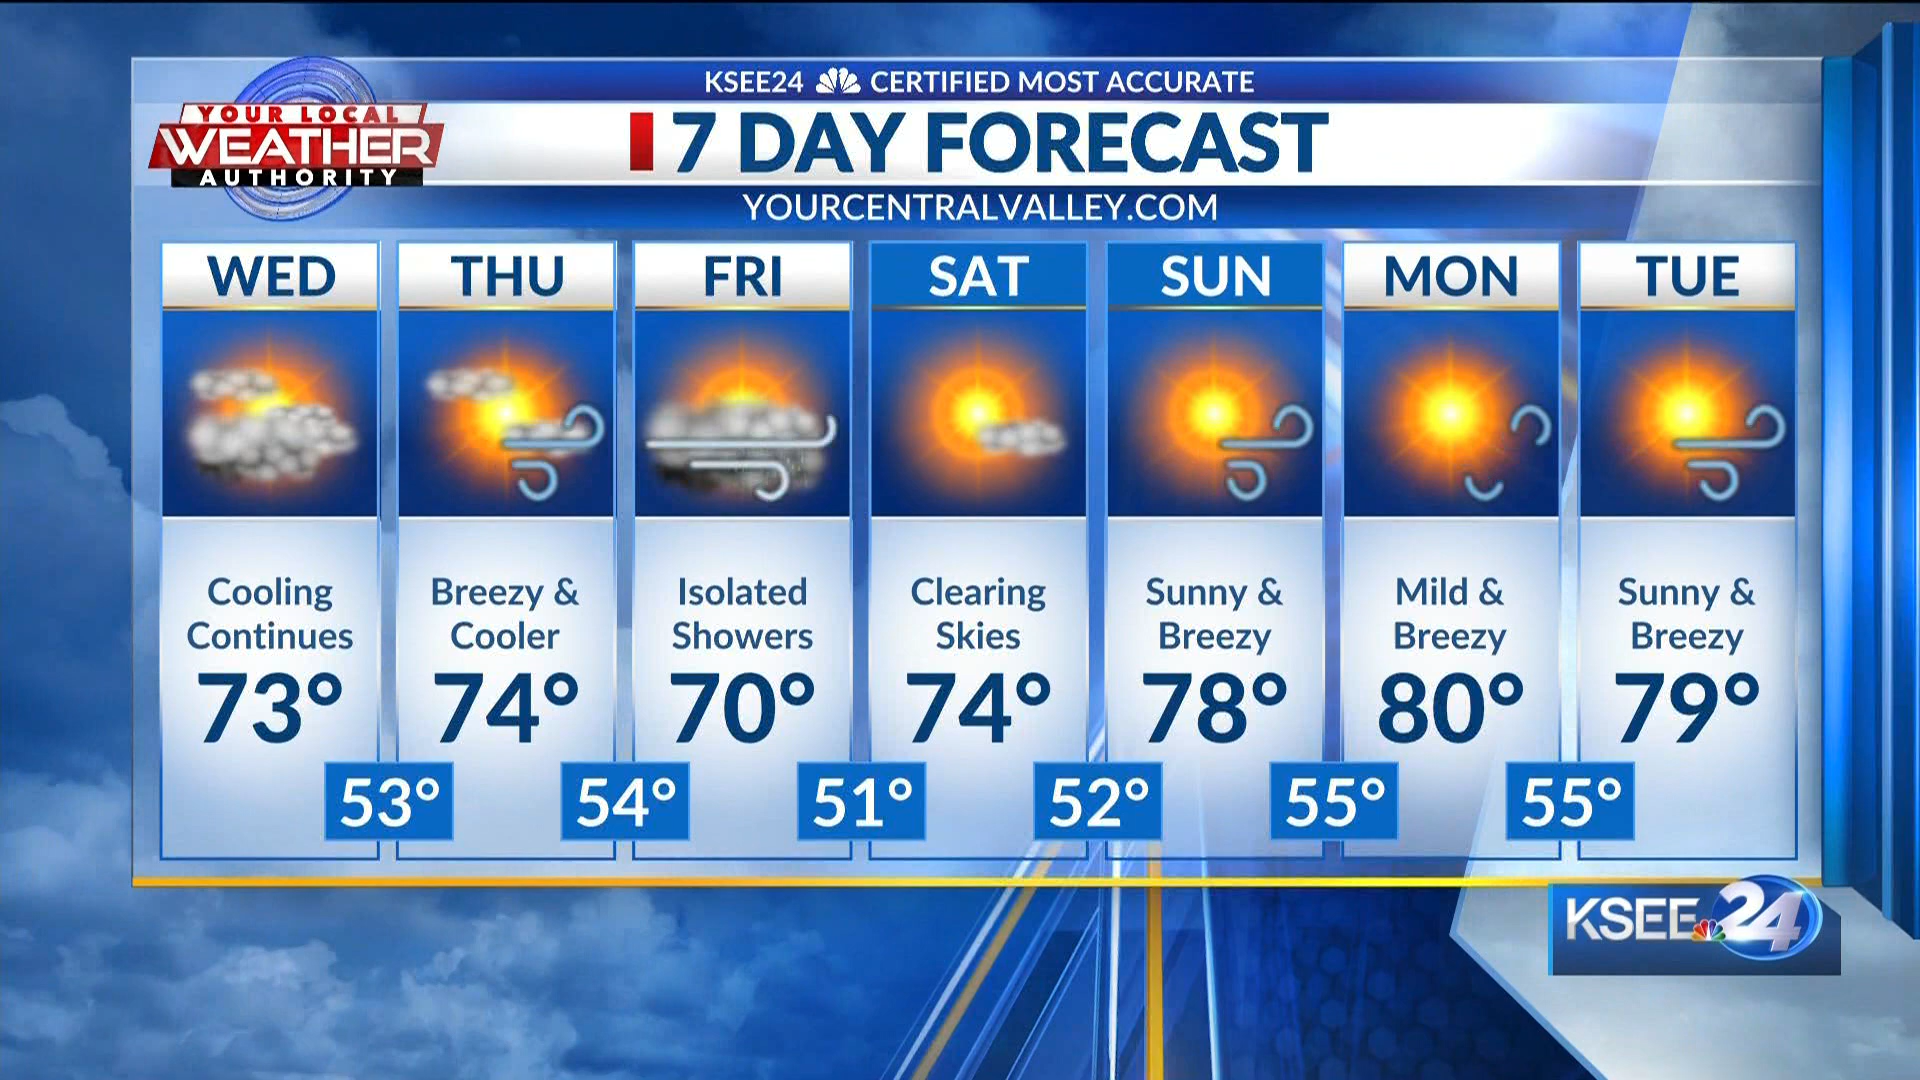 KSEE24 CERTIFIED MOST ACCURATE
YOUR LOCAL
WEATHER
AUTHORITY
7 DAY FORECAST
YOURCENTRALVALLEY.COM
WED THU FRI SAT SUN MON TUE
Cooling Continues
Breezy & Cooler
Isolated Showers
Clearing Skies
Sunny & Breezy
Mild & Breezy
Sunny & Breezy
73° 74° 70° 74° 78° 80° 79°
53° 54° 51° 52° 55° 55°
KSEE 24